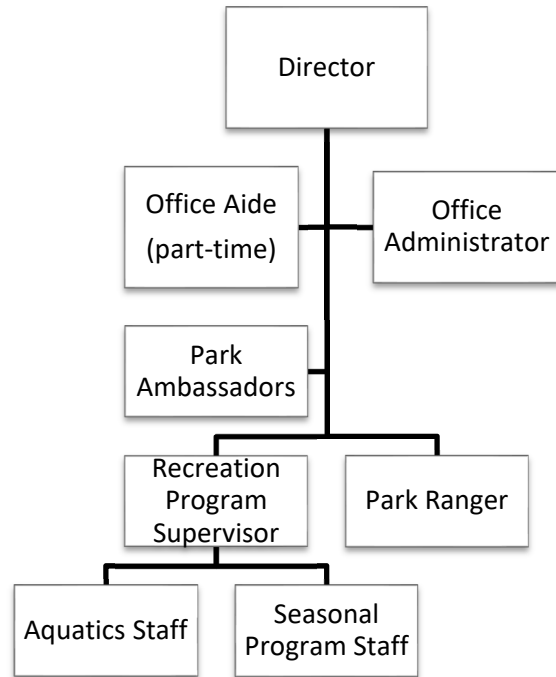 Director
Office Aide
(part-time)
Office
Administrator
Park
Ambassadors
Recreation
Program
Supervisor
Park Ranger
Aquatics Staff
Seasonal
Program Staff